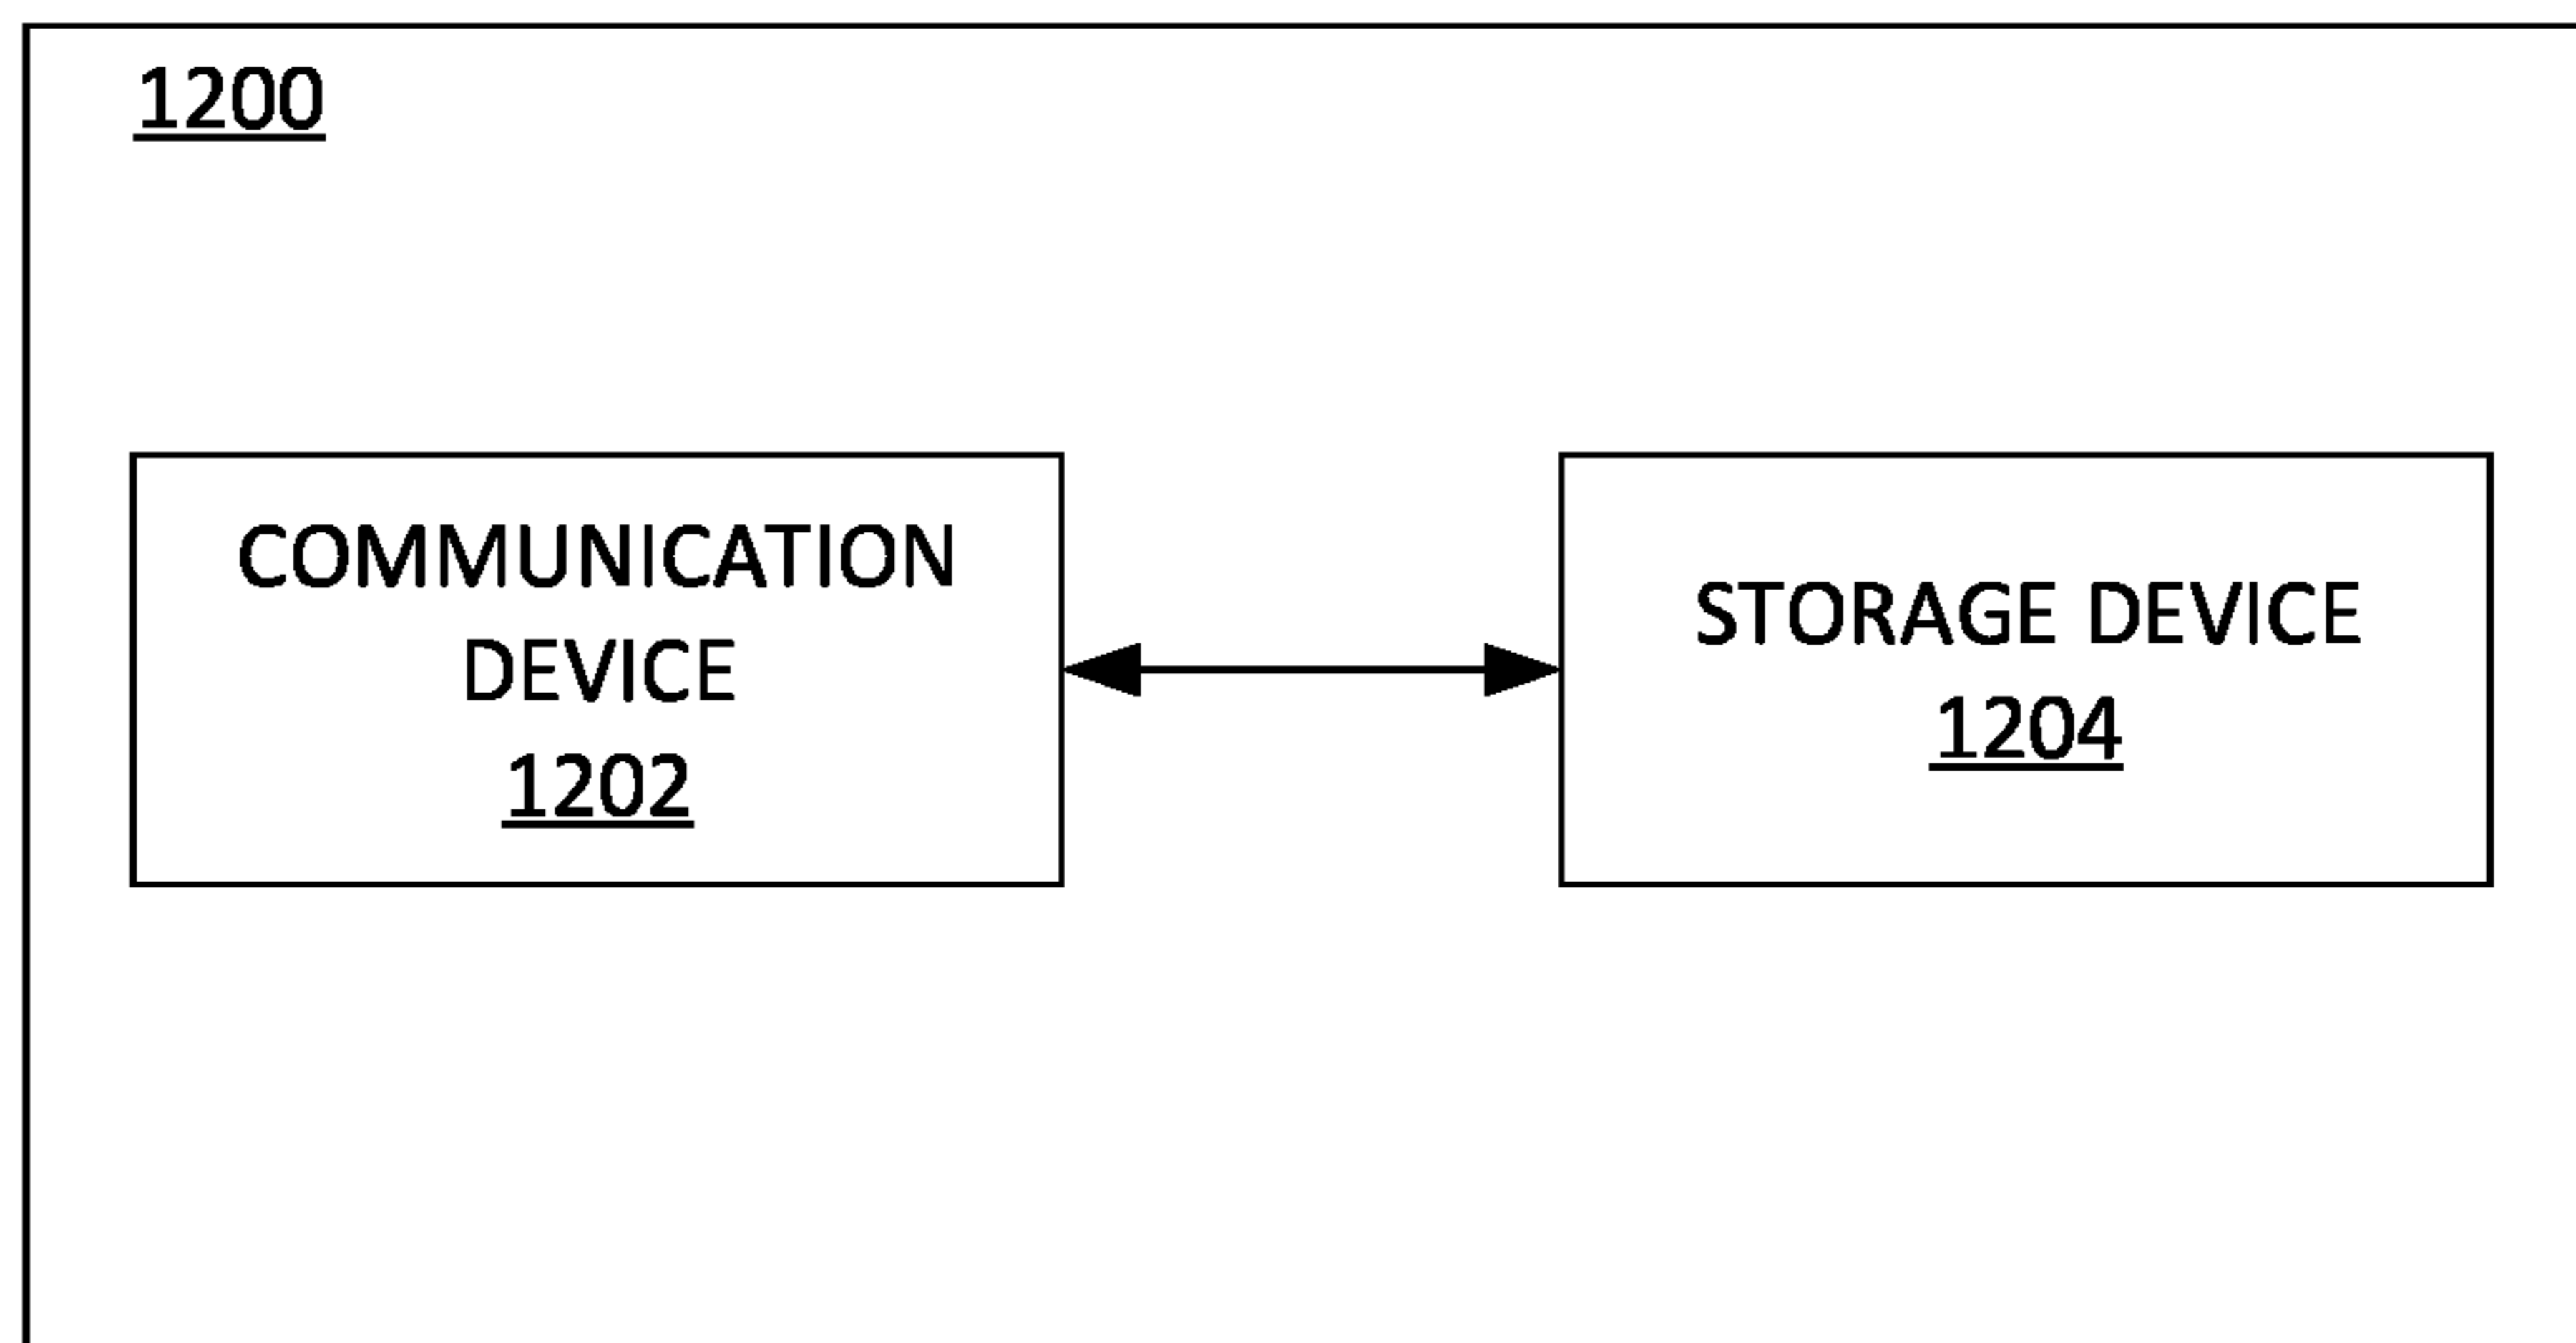 1200
COMMUNICATION
DEVICE
1202
STORAGE DEVICE
1204